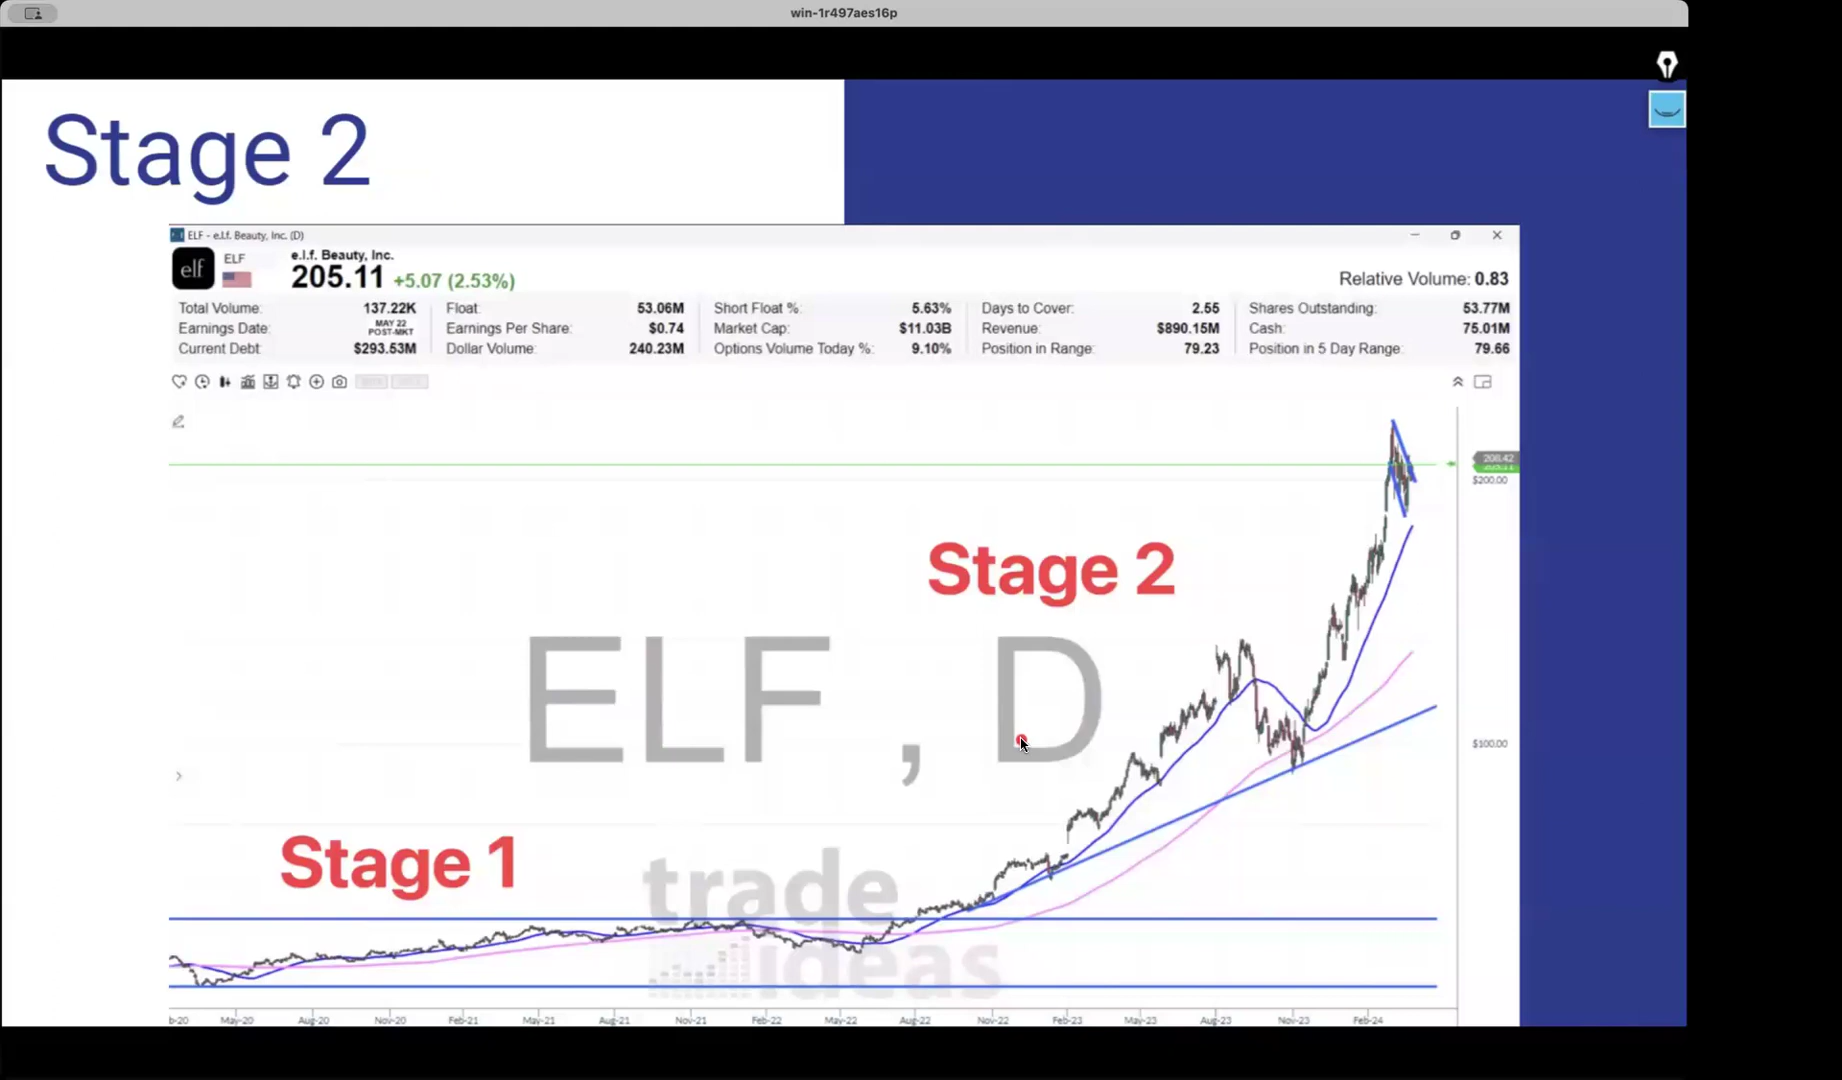 win-1r497aes16p
Stage 2
ELF - e.l.f. Beauty, Inc. (D)
elf
ELF
e.l.f. Beauty, Inc.
205.11 +5.07 (2.53%)
Relative Volume: 0.83
Total Volume: 137.22K Float: 53.06M Short Float %: 5.63% Days to Cover: 2.55 Shares Outstanding: 53.77M
Earnings Date: MAY 22 POST-MKT Earnings Per Share: $0.74 Market Cap: $11.03B Revenue: $890.15M Cash: 75.01M
Current Debt: $293.53M Dollar Volume: 240.23M Options Volume Today %: 9.10% Position in Range: 79.23 Position in 5 Day Range: 79.66
208.42
$200.00
Stage 2
ELF , D
$100.00
Stage 1
trade
ideas
b-20 May-20 Aug-20 Nov-20 Feb-21 May-21 Aug-21 Nov-21 Feb-22 May-22 Aug-22 Nov-22 Feb-23 May-23 Aug-23 Nov-23 Feb-24